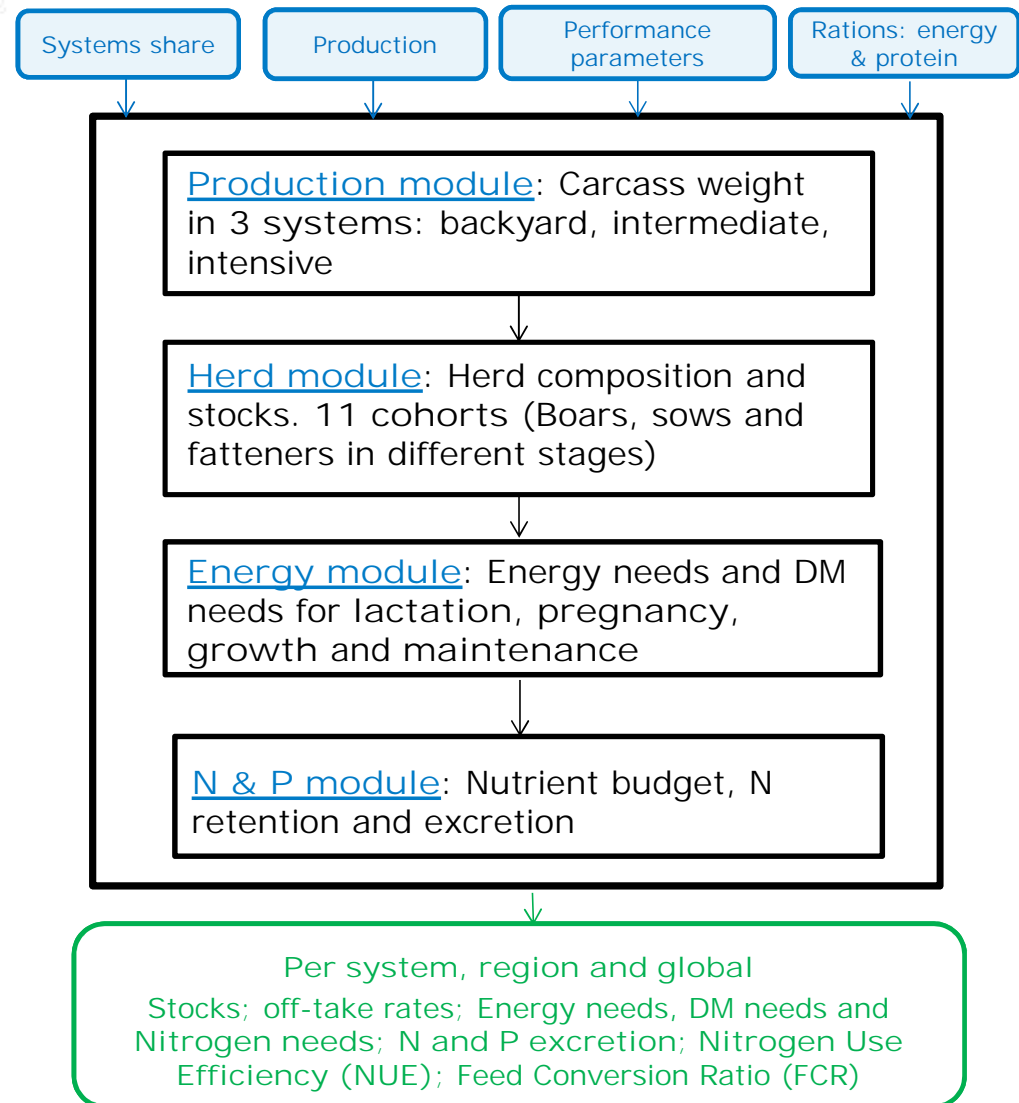 Systems share
Production
Performance
parameters
Rations: energy
& protein
Production module: Carcass weight
in 3 systems: backyard, intermediate,
intensive
Herd module: Herd composition and
stocks. 11 cohorts (Boars, sows and
fatteners in different stages)
Energy module: Energy needs and DM
needs for lactation, pregnancy,
growth and maintenance
N & P module: Nutrient budget, N
retention and excretion
Per system, region and global
Stocks; off-take rates; Energy needs, DM needs and
Nitrogen needs; N and P excretion; Nitrogen Use
Efficiency (NUE); Feed Conversion Ratio (FCR)